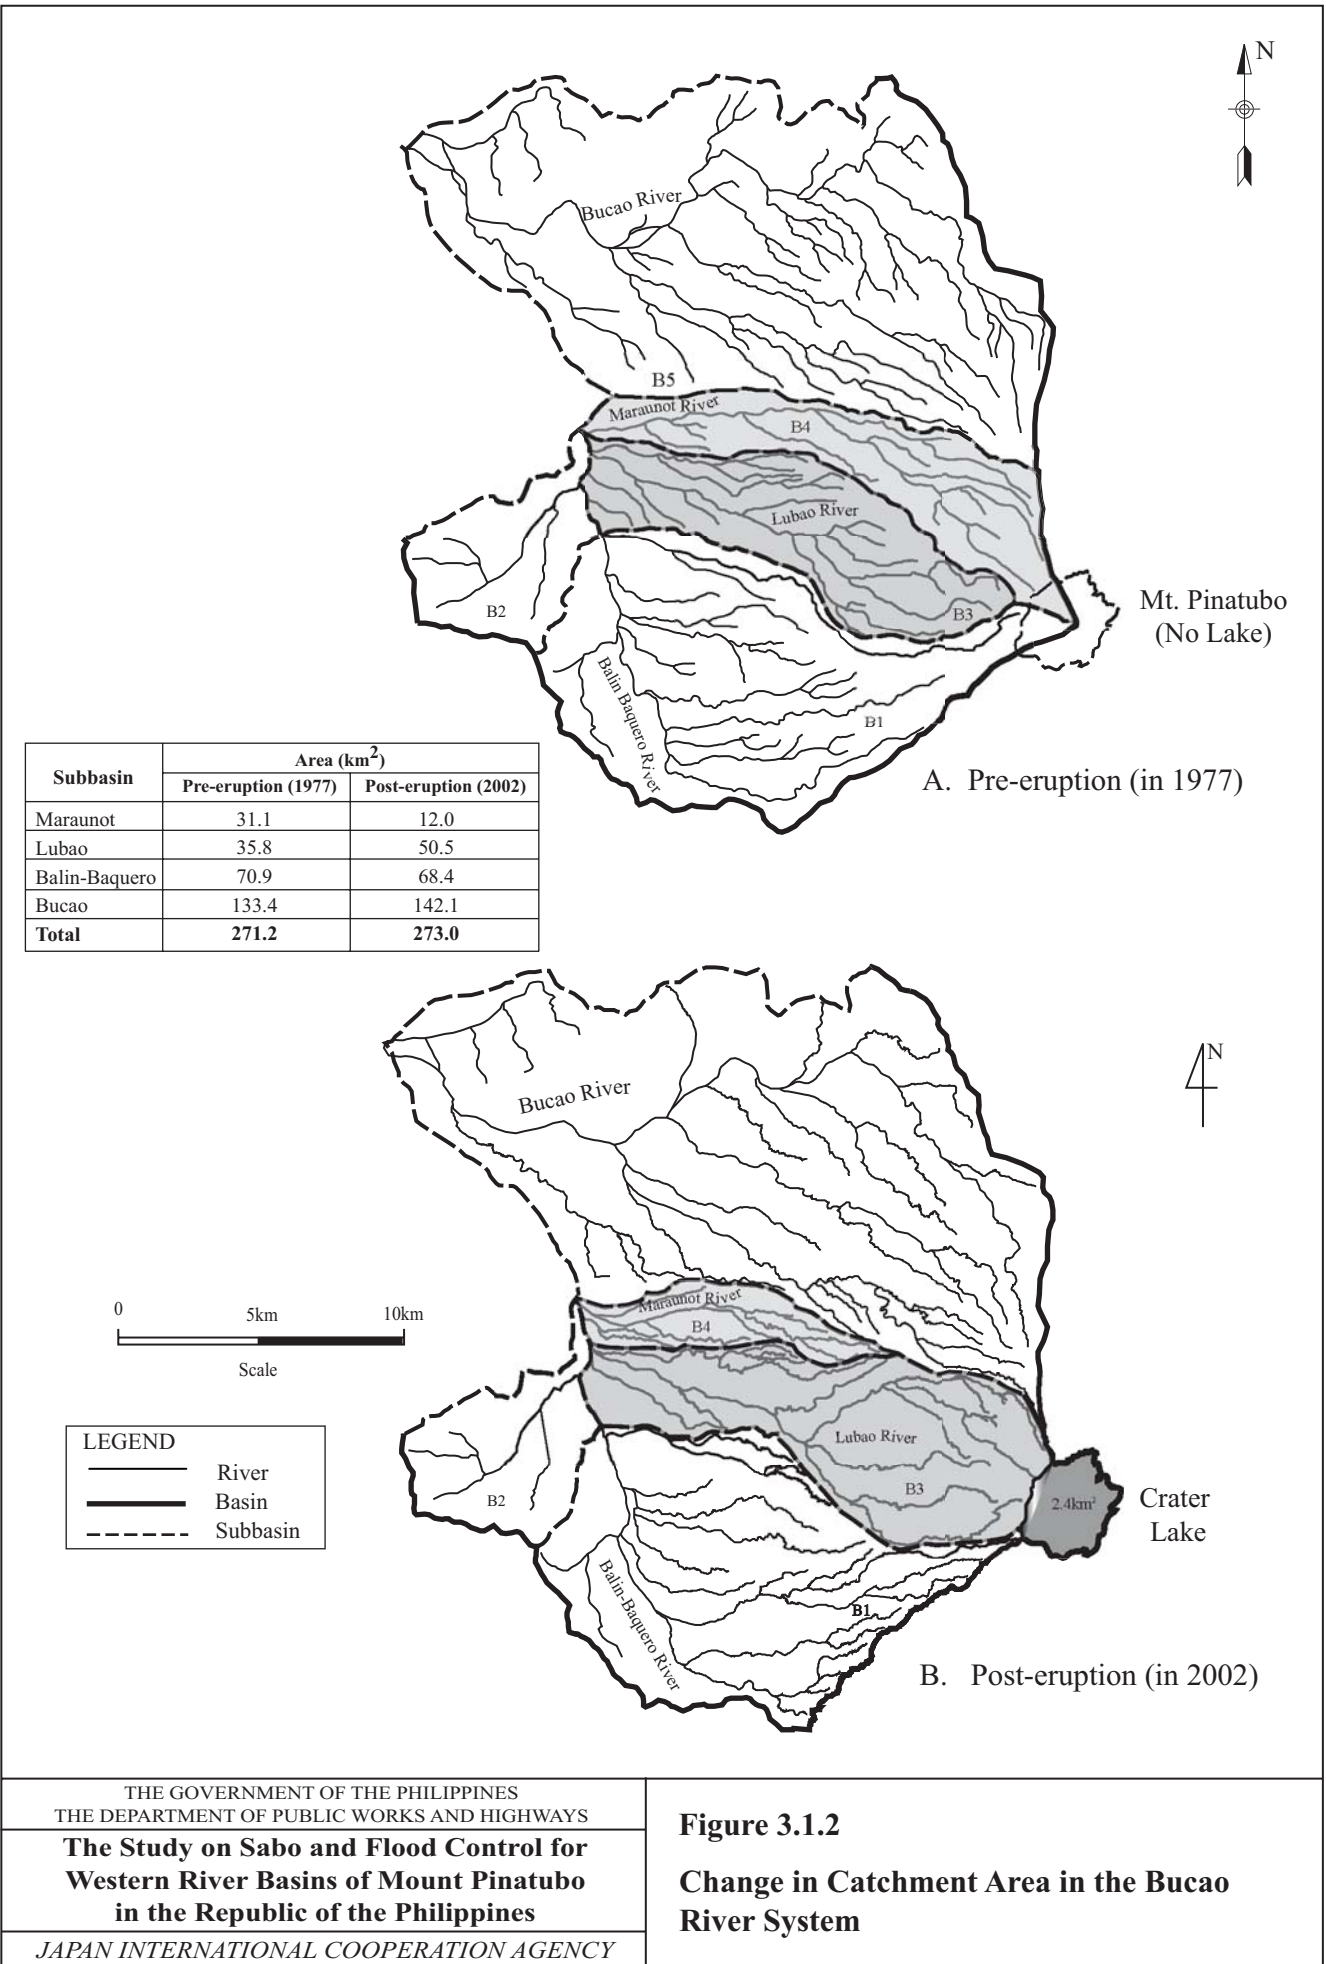 N
Bucao River
B5
Maraunot River
B4
Lubao River
B3
B2
Mt. Pinatubo
(No Lake)
Balin Baquero River
B1
A. Pre-eruption (in 1977)
Subbasin
Area (km2)
Pre-eruption (1977) Post-eruption (2002)
Maraunot 31.1 12.0
Lubao 35.8 50.5
Balin-Baquero 70.9 68.4
Bucao 133.4 142.1
Total 271.2 273.0
N
Bucao River
Maraunot River
B4
0 5km 10km
Scale
Lubao River
B3
B2
2.4km2
Crater
Lake
LEGEND
River
Basin
Subbasin
Balin-Baquero River
B1
B. Post-eruption (in 2002)
THE GOVERNMENT OF THE PHILIPPINES
THE DEPARTMENT OF PUBLIC WORKS AND HIGHWAYS
The Study on Sabo and Flood Control for
Western River Basins of Mount Pinatubo
in the Republic of the Philippines
JAPAN INTERNATIONAL COOPERATION AGENCY
Figure 3.1.2
Change in Catchment Area in the Bucao
River System